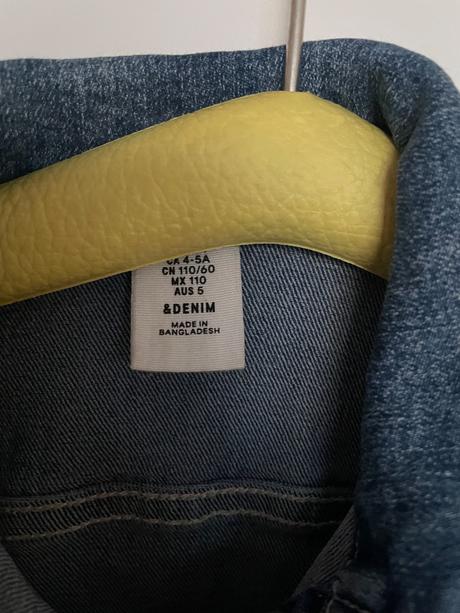 CA 4-5A
CN 110/60
MX 110
AUS 5
&DENIM
MADE IN
BANGLADESH